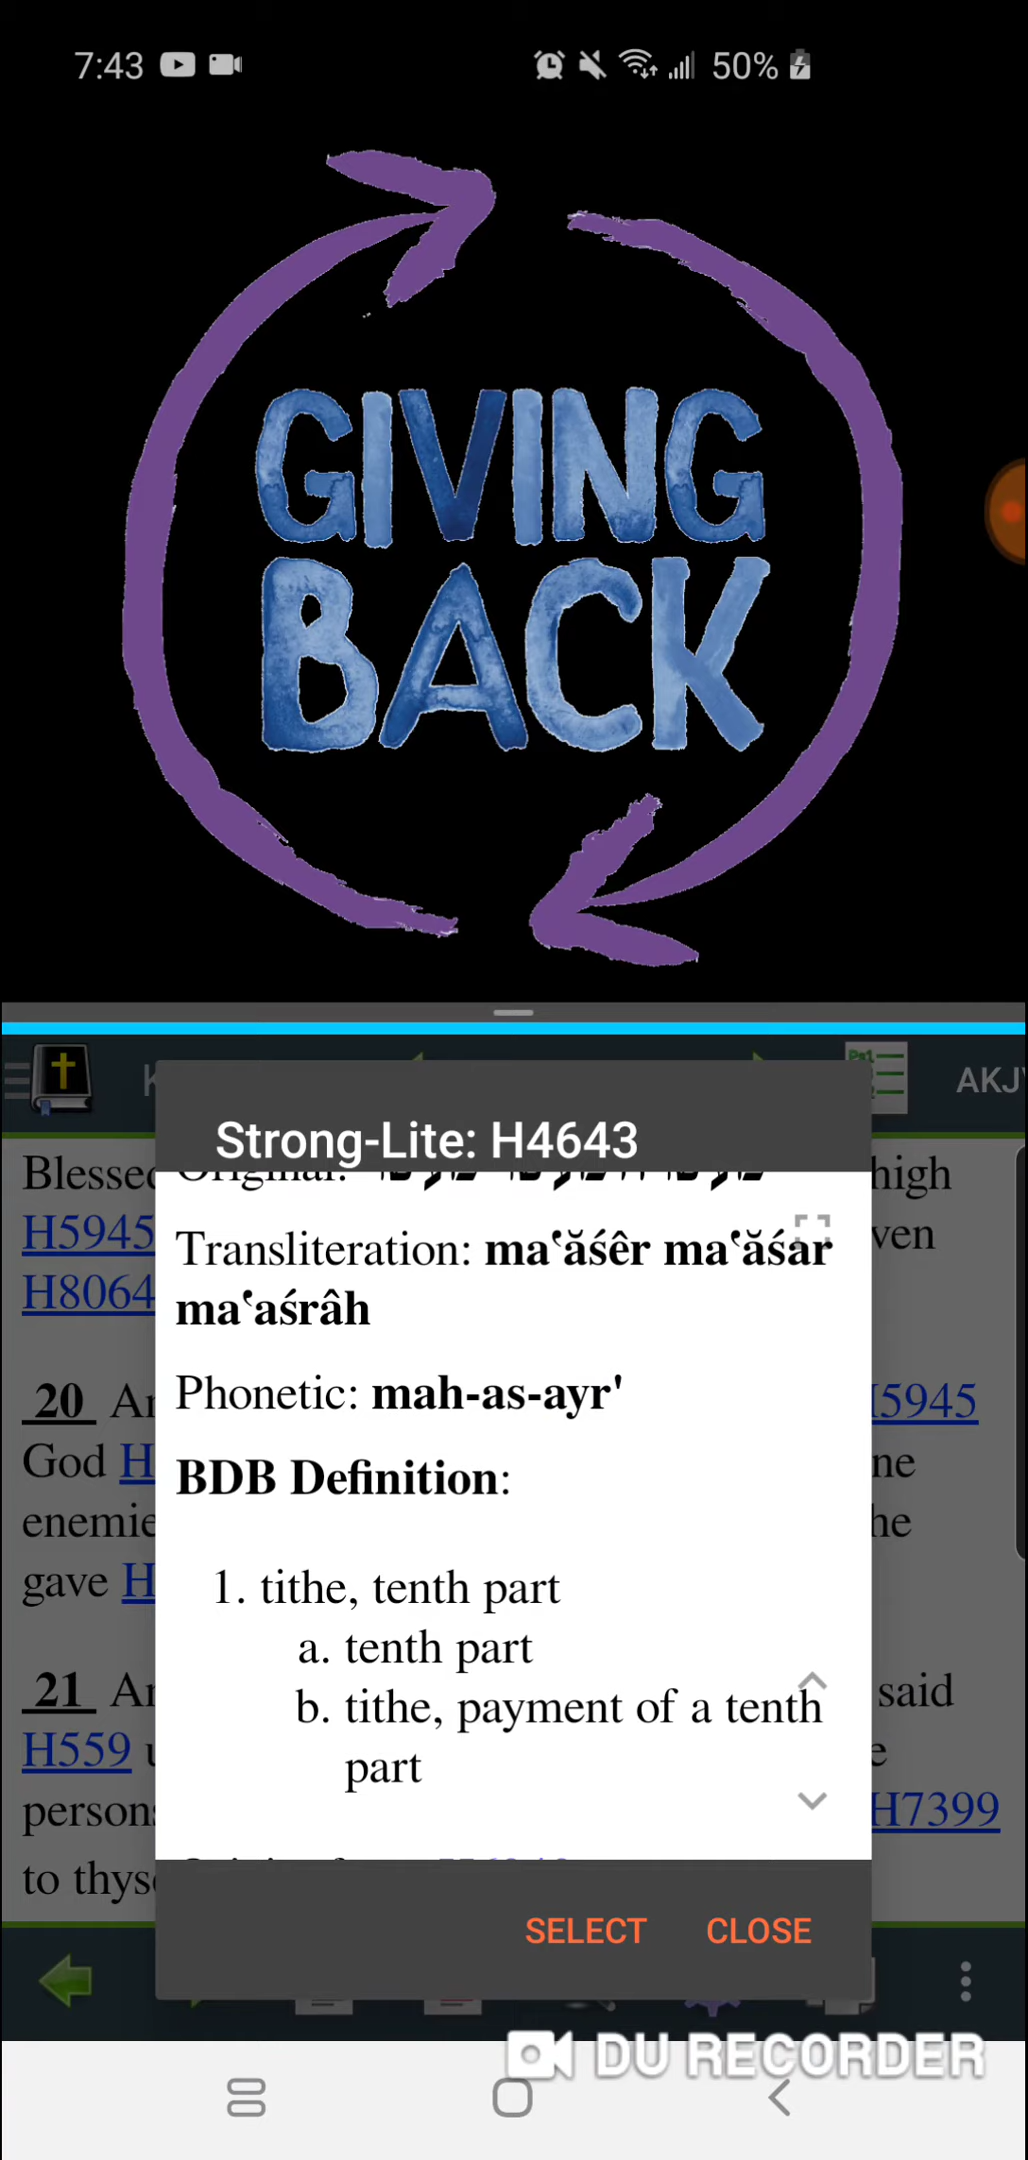 7:43
50%
GIVING
BACK
AKJ
Strong-Lite: H4643
Original:
Blessed
high
H5945
Transliteration: maʽăśêr maʽăśar
ven
H8064
maʽaśrâh
Phonetic: mah-as-ayr'
20
H5945
God H
ne
BDB Definition:
enemie
he
gave H
1. tithe, tenth part
a. tenth part
21
said
b. tithe, payment of a tenth
H559
part
person
H7399
to thys
SELECT CLOSE
DU RECORDER